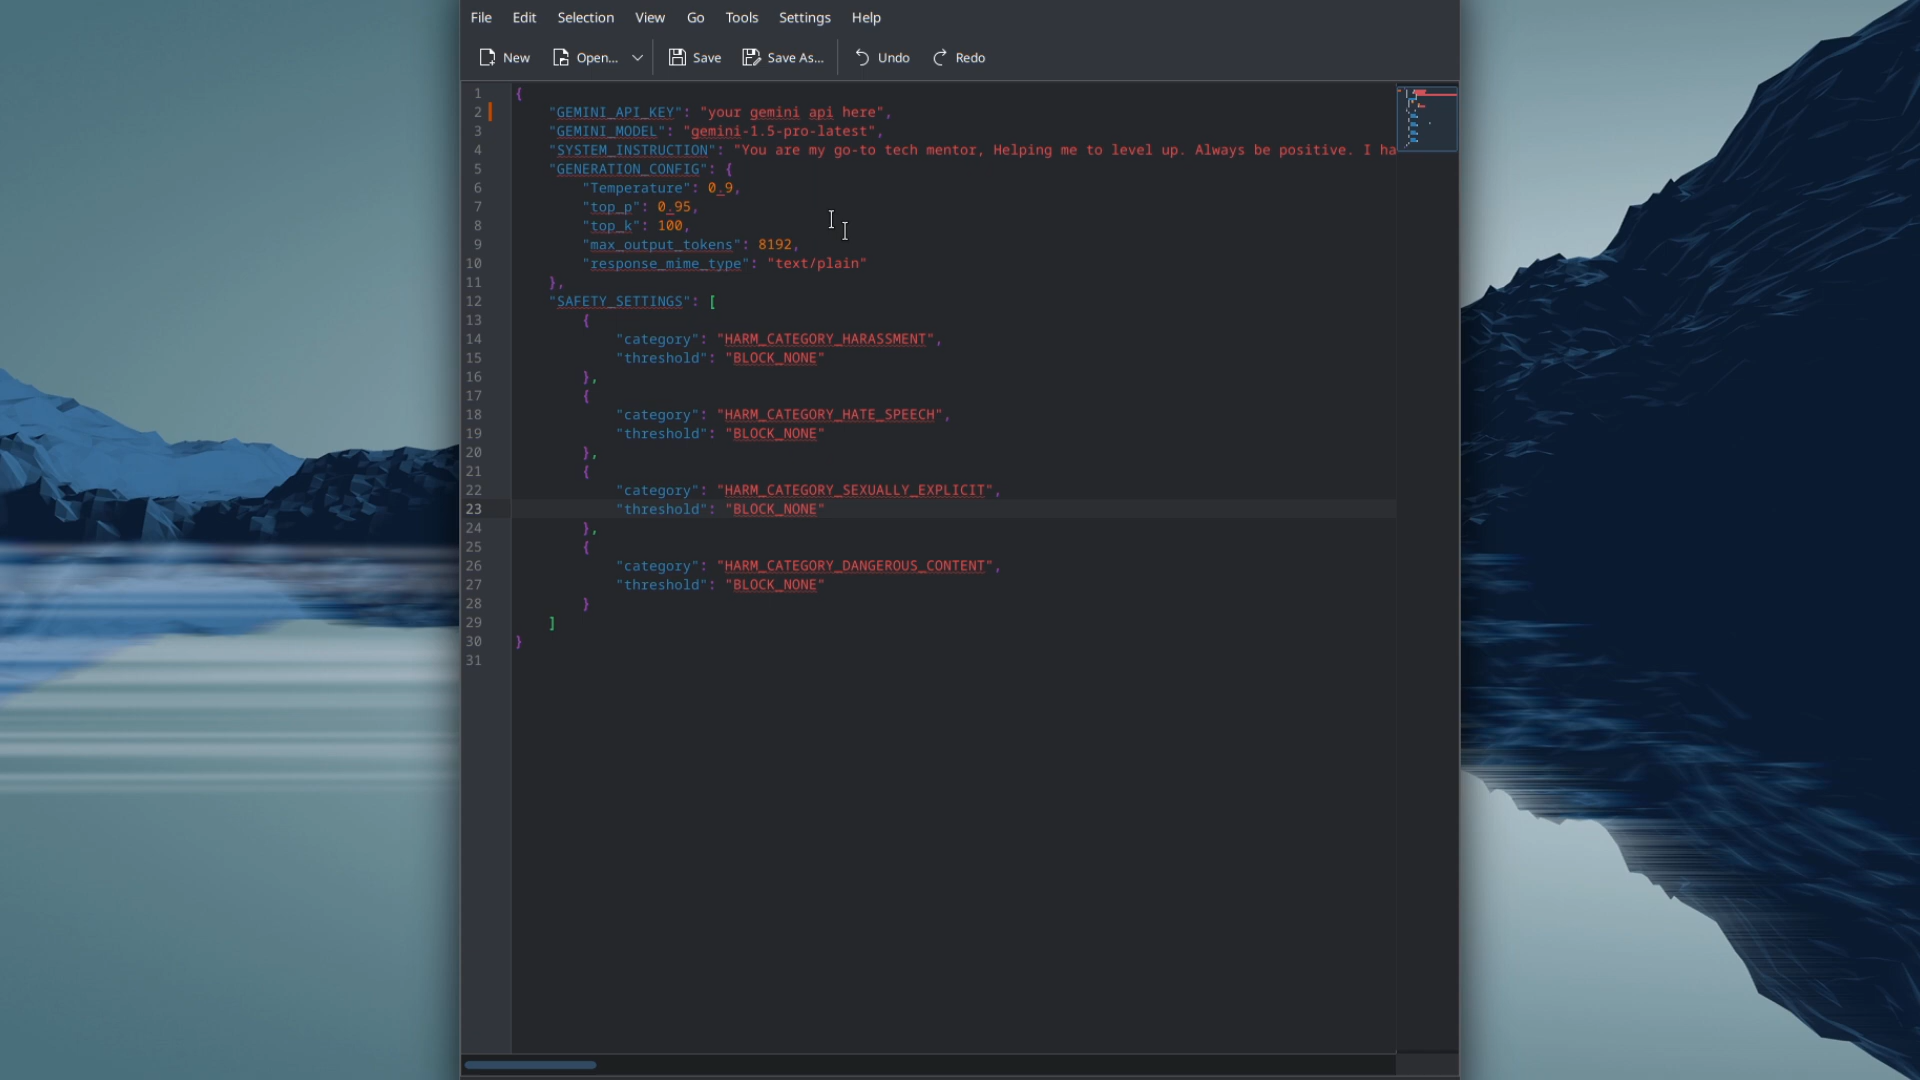 File Edit Selection View Go Tools Settings Help
New Open... Save Save As... Undo Redo
1 {
2 "GEMINI_API_KEY": "your gemini api here",
3 "GEMINI_MODEL": "gemini-1.5-pro-latest",
4 "SYSTEM_INSTRUCTION": "You are my go-to tech mentor, Helping me to level up. Always be positive. I ha
5 "GENERATION_CONFIG": {
6 "Temperature": 0.9,
7 "top_p": 0.95,
8 "top_k": 100,
9 "max_output_tokens": 8192,
10 "response_mime_type": "text/plain"
11 },
12 "SAFETY_SETTINGS": [
13 {
14 "category": "HARM_CATEGORY_HARASSMENT",
15 "threshold": "BLOCK_NONE"
16 },
17 {
18 "category": "HARM_CATEGORY_HATE_SPEECH",
19 "threshold": "BLOCK_NONE"
20 },
21 {
22 "category": "HARM_CATEGORY_SEXUALLY_EXPLICIT",
23 "threshold": "BLOCK_NONE"
24 },
25 {
26 "category": "HARM_CATEGORY_DANGEROUS_CONTENT",
27 "threshold": "BLOCK_NONE"
28 }
29 ]
30 }
31